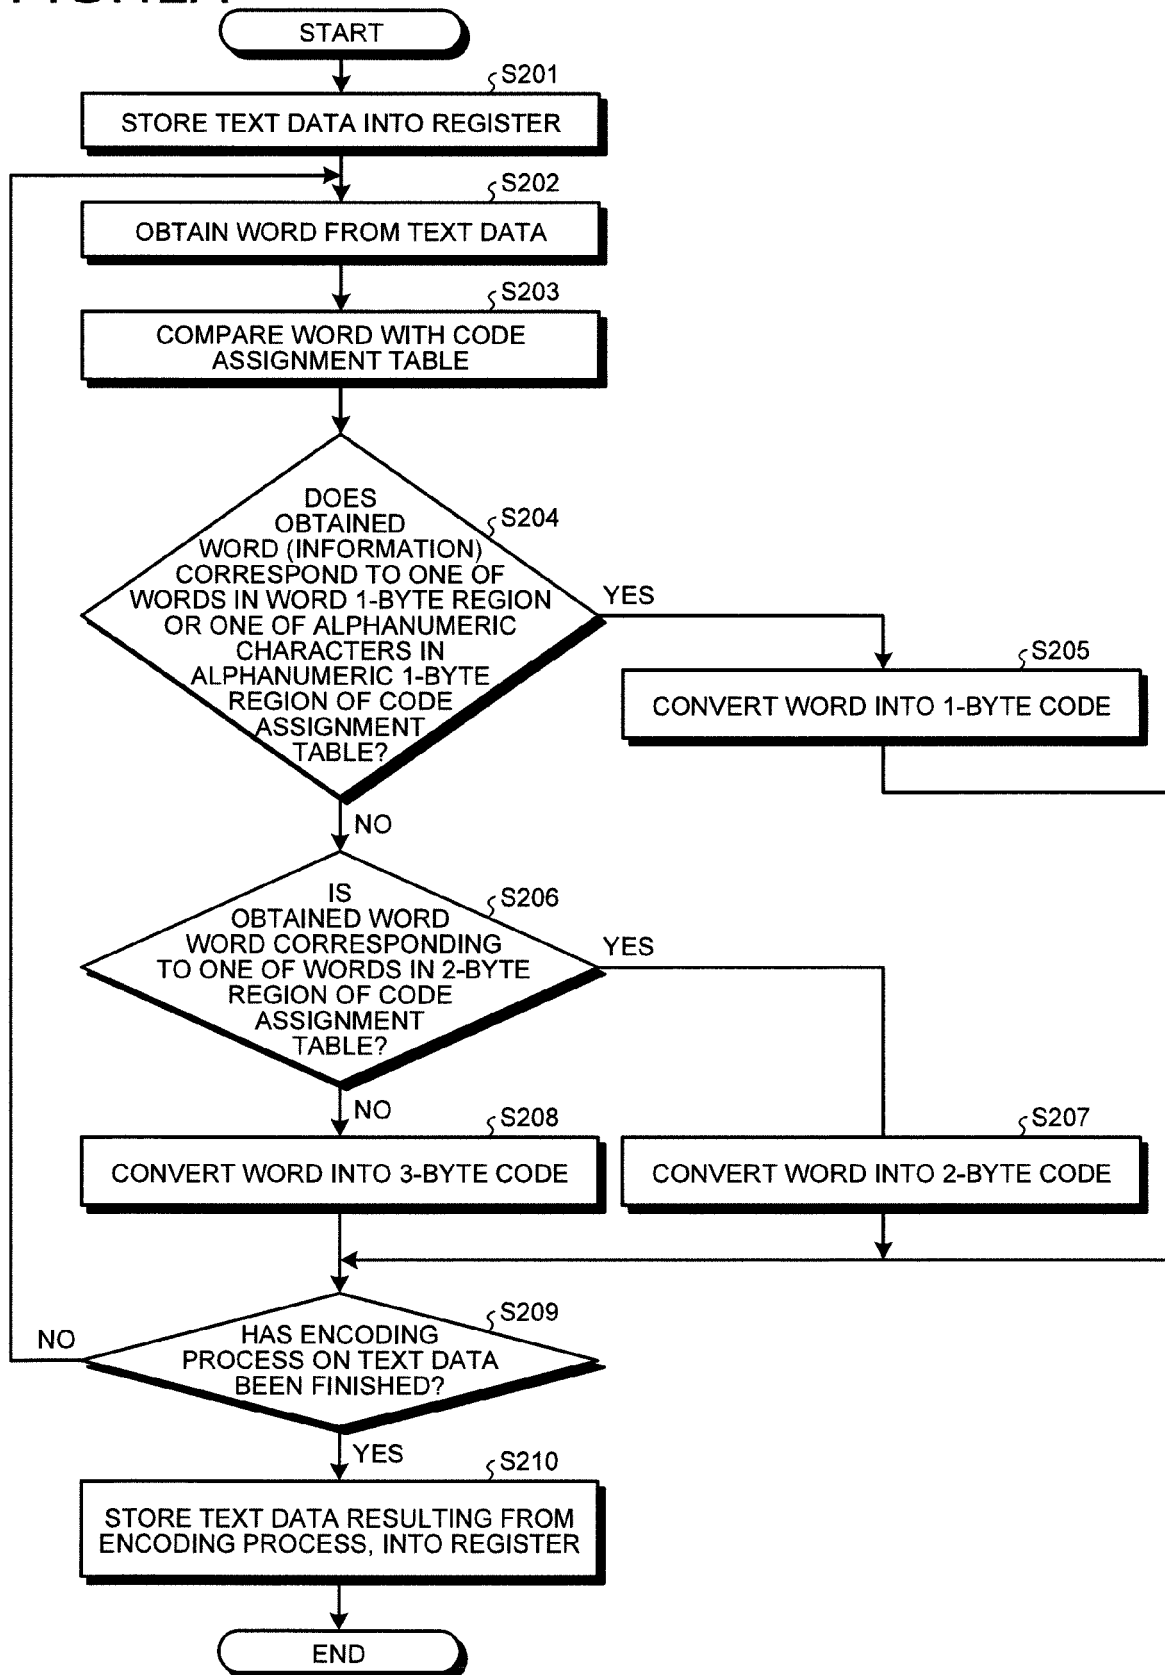 START
S201
STORE TEXT DATA INTO REGISTER
S202
OBTAIN WORD FROM TEXT DATA
S203
COMPARE WORD WITH CODE
ASSIGNMENT TABLE
S204
DOES
OBTAINED
WORD (INFORMATION)
CORRESPOND TO ONE OF
WORDS IN WORD 1-BYTE REGION
OR ONE OF ALPHANUMERIC
CHARACTERS IN
ALPHANUMERIC 1-BYTE
REGION OF CODE
ASSIGNMENT
TABLE?
YES
S205
CONVERT WORD INTO 1-BYTE CODE
NO
S206
IS
OBTAINED WORD
WORD CORRESPONDING
TO ONE OF WORDS IN 2-BYTE
REGION OF CODE
ASSIGNMENT
TABLE?
YES
NO
S208
CONVERT WORD INTO 3-BYTE CODE
S207
CONVERT WORD INTO 2-BYTE CODE
S209
HAS ENCODING
PROCESS ON TEXT DATA
BEEN FINISHED?
NO
YES
S210
STORE TEXT DATA RESULTING FROM
ENCODING PROCESS, INTO REGISTER
END